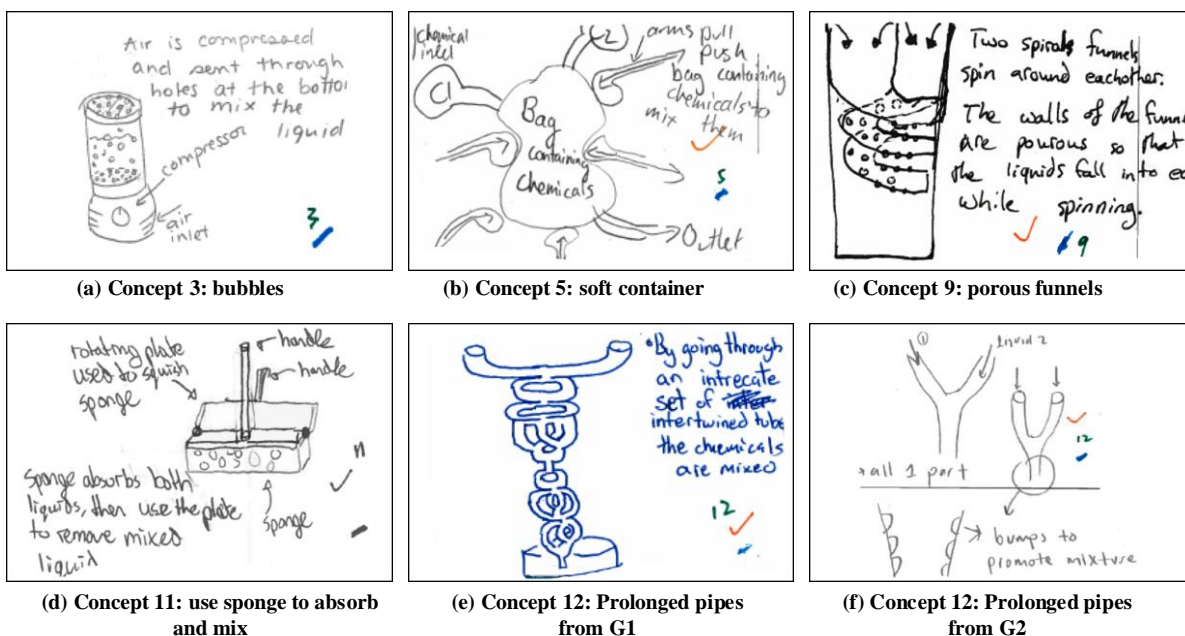 Air is compressed
and sent through
holes at the bottom
to mix the
liquid
compressor
air
inlet
3
(a) Concept 3: bubbles
chemical
inlet
C1
C2
arms pull
push
bag containing
chemicals to
mix them
Bag
containing
Chemicals
5
Outlet
(b) Concept 5: soft container
Two spirals funnels
spin around eachother.
The walls of the funne
are pourous so that
the liquids fall into ea
while spinning.
9
(c) Concept 9: porous funnels
rotating plate
used to squish
sponge
handle
handle
Sponge absorbs both
liquids, then use the plate
to remove mixed
liquid
sponge
11
(d) Concept 11: use sponge to absorb
and mix
• By going through
an intrecate
set of
intertwined tube
the chemicals
are mixed
12
(e) Concept 12: Prolonged pipes
from G1
1
liquid 2
12
all 1 part
bumps to
promote mixture
(f) Concept 12: Prolonged pipes
from G2